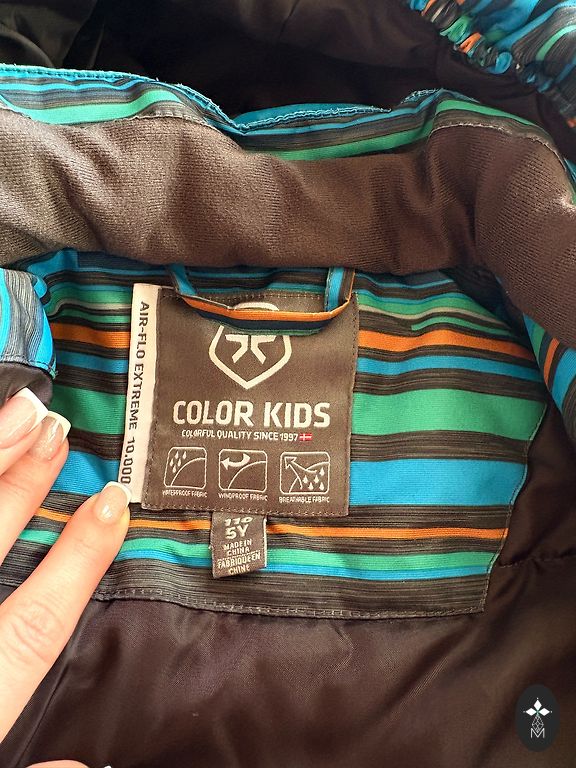 AIR-FLO EXTREME 10.000
COLOR KIDS
COLORFUL QUALITY SINCE 1997
WATERPROOF FABRIC
WINDPROOF FABRIC
BREATHABLE FABRIC
110
5Y
MADE IN
CHINA
FABRIQUE EN
CHINE
M